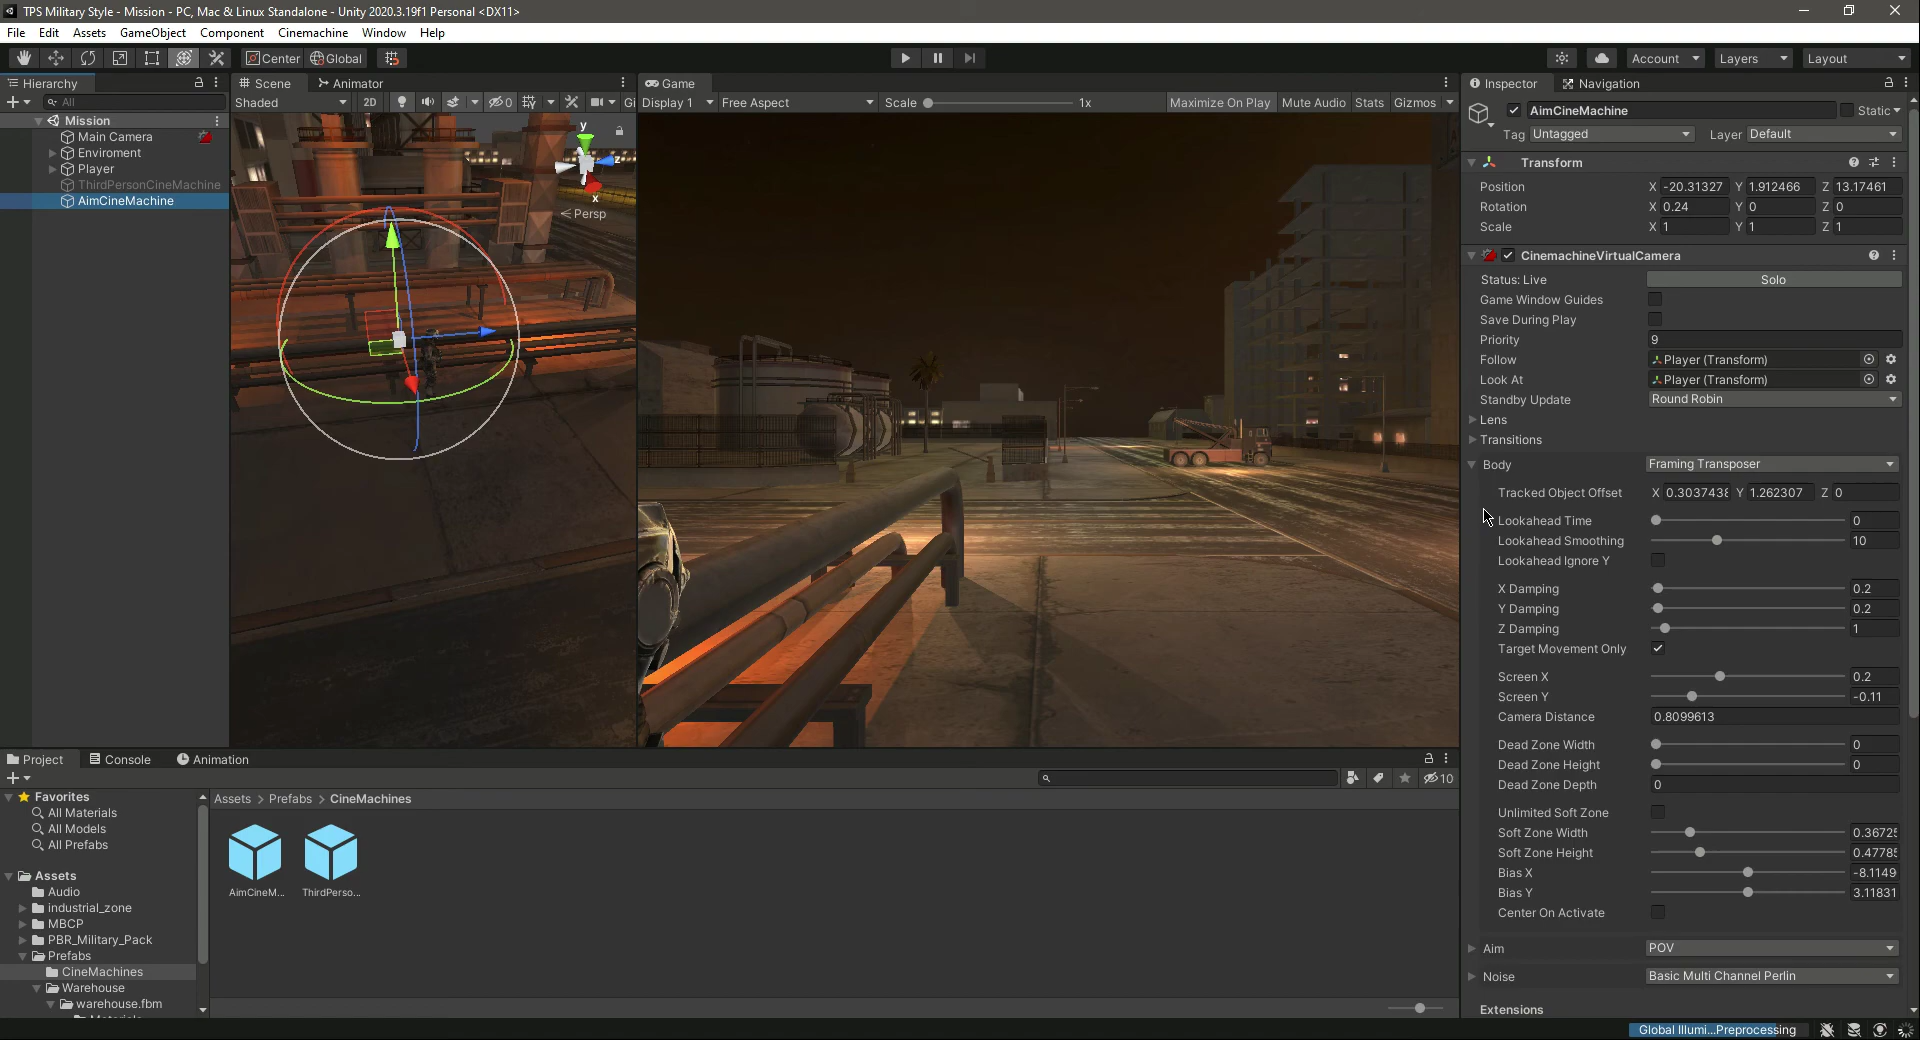 TPS Military Style - Mission - PC, Mac & Linux Standalone - Unity 2020.3.19f1 Personal <DX11>
File Edit Assets GameObject Component Cinemachine Window Help
Center Global Account Layers Layout
Hierarchy
All
Mission
Main Camera
Enviroment
Player
ThirdPersonCineMachine
AimCineMachine
Scene Animator
Shaded 2D 0 Gi
y
z
x
< Persp
Game
Display 1 Free Aspect Scale 1x Maximize On Play Mute Audio Stats Gizmos
Inspector Navigation
AimCineMachine Static
Tag Untagged Layer Default
Transform
Position X -20.31327 Y 1.912466 Z 13.17461
Rotation X 0.24 Y 0 Z 0
Scale X 1 Y 1 Z 1
CinemachineVirtualCamera
Status: Live Solo
Game Window Guides
Save During Play
Priority 9
Follow Player (Transform)
Look At Player (Transform)
Standby Update Round Robin
Lens
Transitions
Body Framing Transposer
Tracked Object Offset X 0.3037438 Y 1.262307 Z 0
Lookahead Time 0
Lookahead Smoothing 10
Lookahead Ignore Y
X Damping 0.2
Y Damping 0.2
Z Damping 1
Target Movement Only
Screen X 0.2
Screen Y -0.11
Camera Distance 0.8099613
Dead Zone Width 0
Dead Zone Height 0
Dead Zone Depth 0
Unlimited Soft Zone
Soft Zone Width 0.36725
Soft Zone Height 0.47785
Bias X -8.1149
Bias Y 3.11831
Center On Activate
Aim POV
Noise Basic Multi Channel Perlin
Extensions
Project Console Animation
10
Favorites
All Materials
All Models
All Prefabs
Assets
Audio
industrial_zone
MBCP
PBR_Military_Pack
Prefabs
CineMachines
Warehouse
warehouse.fbm
Assets > Prefabs > CineMachines
AimCineM... ThirdPerso...
Global Illumi...Preprocessing